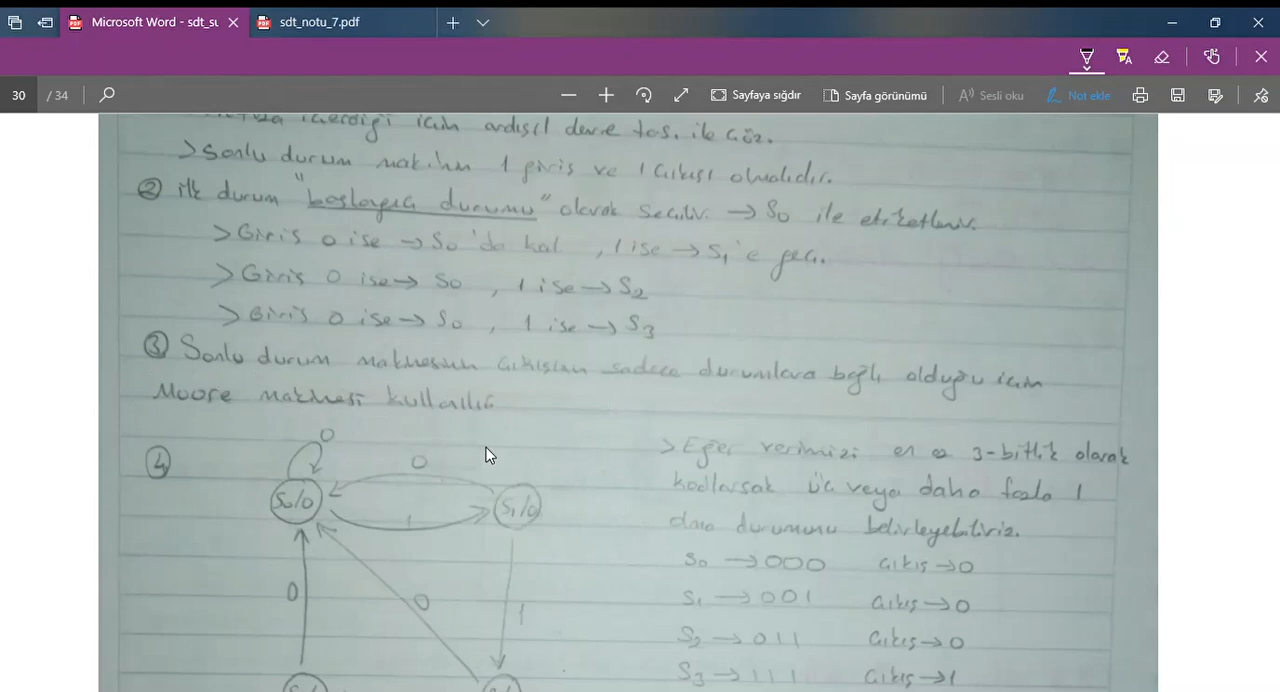 Microsoft Word - sdt_su
sdt_notu_7.pdf
30 / 34
Sayfaya sığdır
Sayfa görünümü
Sesli oku
Not ekle
için ardışıl devre tas. ile çöz.
>Sonlu durum makinın 1 giriş ve 1 çıkışı olmalıdır.
② ilk durum "başlangıç durumu" olarak seçilir. → S0 ile etiketlenir.
>Giriş 0 ise → S0'da kal , 1 ise → S1'e geç.
>Giriş 0 ise → S0 , 1 ise → S2
>Giriş 0 ise → S0 , 1 ise → S3
③ Sonlu durum makinesinin çıkışları sadece durumlara bağlı olduğu için
Moore makinesi kullanılır
④
0
S0/0
0
1
S1/0
0
0
1
>Eğer verimizi en az 3-bitlik olarak
kodlarsak üç veya daha fazla 1
olma durumunu belirleyebiliriz.
S0 → 000 çıkış → 0
S1 → 001 çıkış → 0
S2 → 011 çıkış → 0
S3 → 111 çıkış → 1